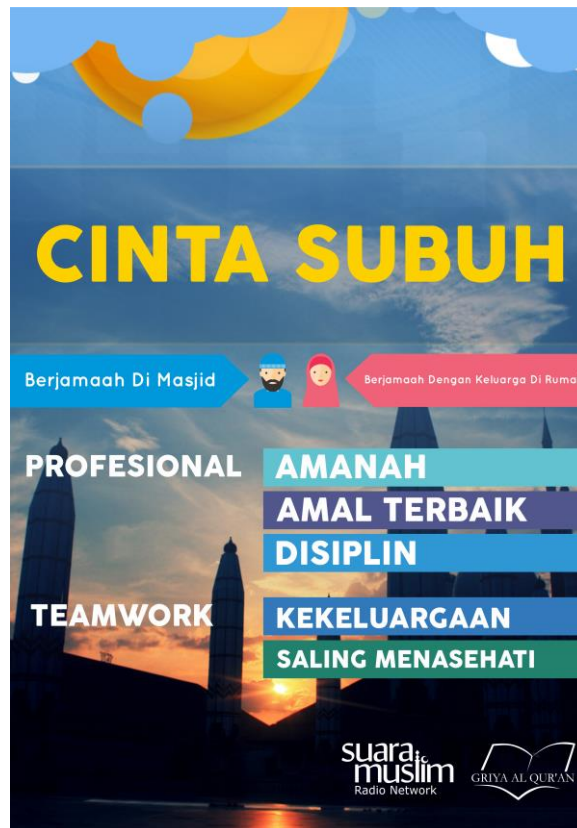 CINTA SUBUH
Berjamaah Di Masjid
Berjamaah Dengan Keluarga Di Ruma
PROFESIONAL
AMANAH
AMAL TERBAIK
DISIPLIN
TEAMWORK
KEKELUARGAAN
SALING MENASEHATI
suara
muslim
Radio Network
GRIYA AL QUR'AN